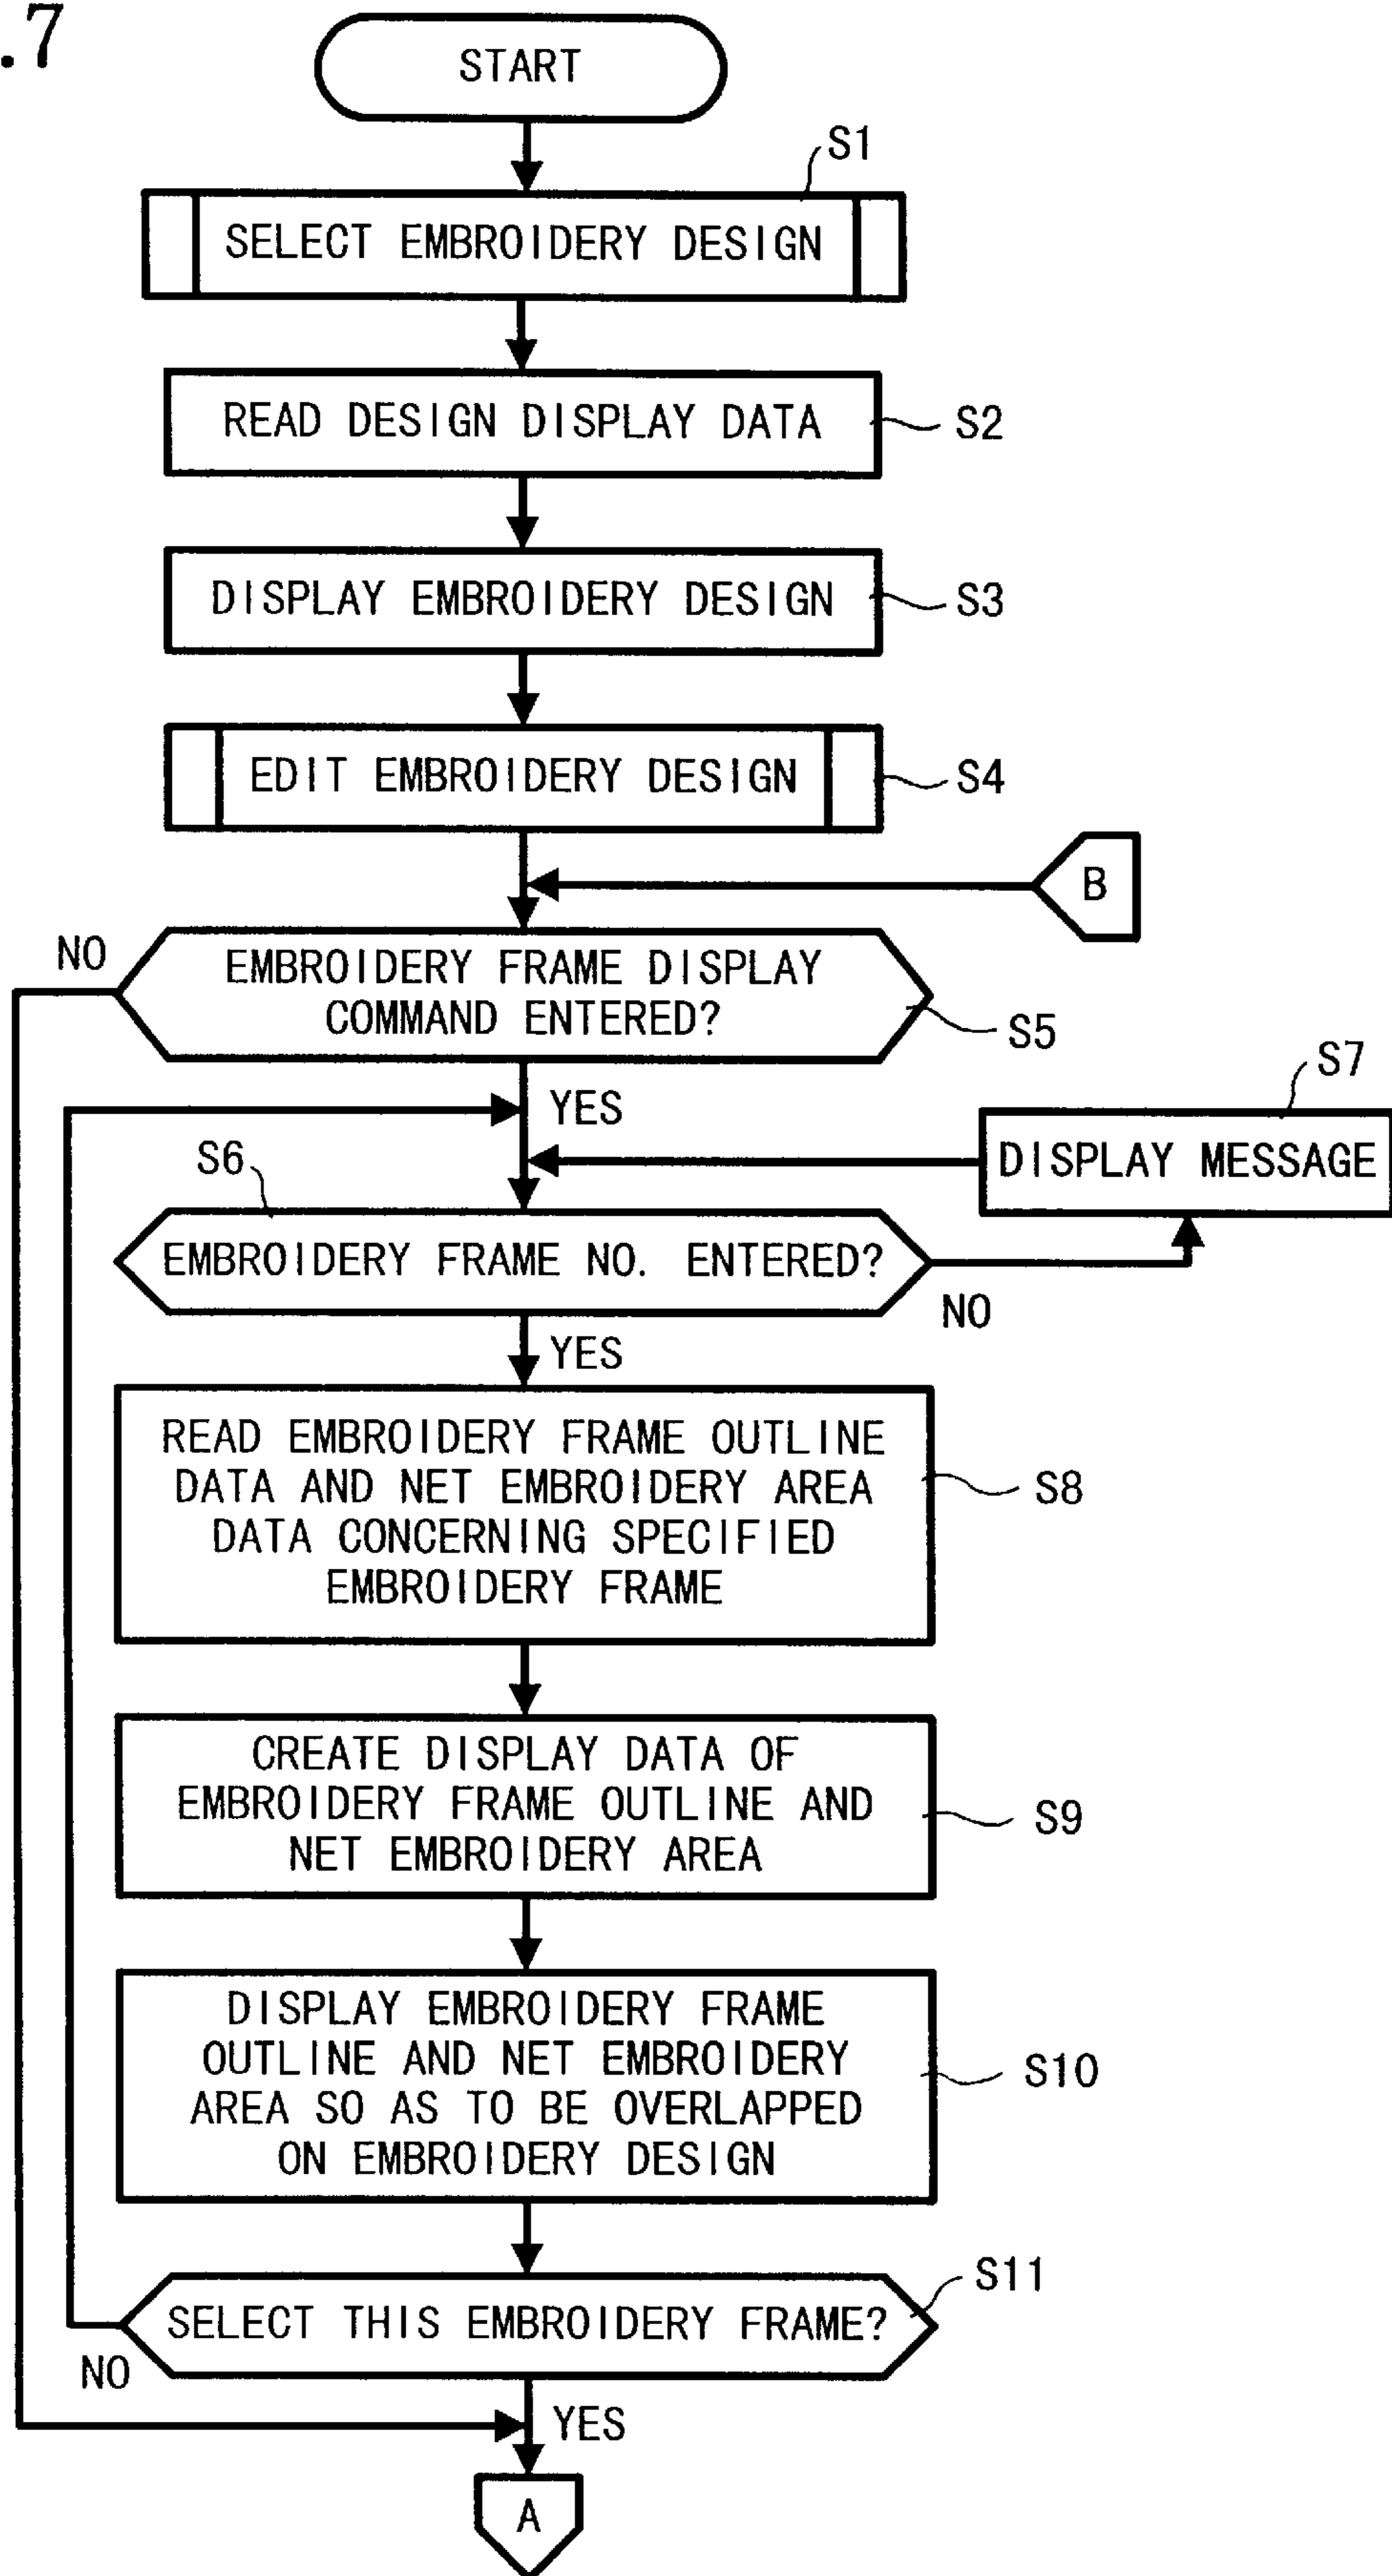 .7
START
S1
SELECT EMBROIDERY DESIGN
READ DESIGN DISPLAY DATA
S2
DISPLAY EMBROIDERY DESIGN
S3
EDIT EMBROIDERY DESIGN
S4
B
NO
EMBROIDERY FRAME DISPLAY
COMMAND ENTERED?
S5
YES
S7
DISPLAY MESSAGE
S6
EMBROIDERY FRAME NO. ENTERED?
NO
YES
READ EMBROIDERY FRAME OUTLINE
DATA AND NET EMBROIDERY AREA
DATA CONCERNING SPECIFIED
EMBROIDERY FRAME
S8
CREATE DISPLAY DATA OF
EMBROIDERY FRAME OUTLINE AND
NET EMBROIDERY AREA
S9
DISPLAY EMBROIDERY FRAME
OUTLINE AND NET EMBROIDERY
AREA SO AS TO BE OVERLAPPED
ON EMBROIDERY DESIGN
S10
S11
SELECT THIS EMBROIDERY FRAME?
NO
YES
A